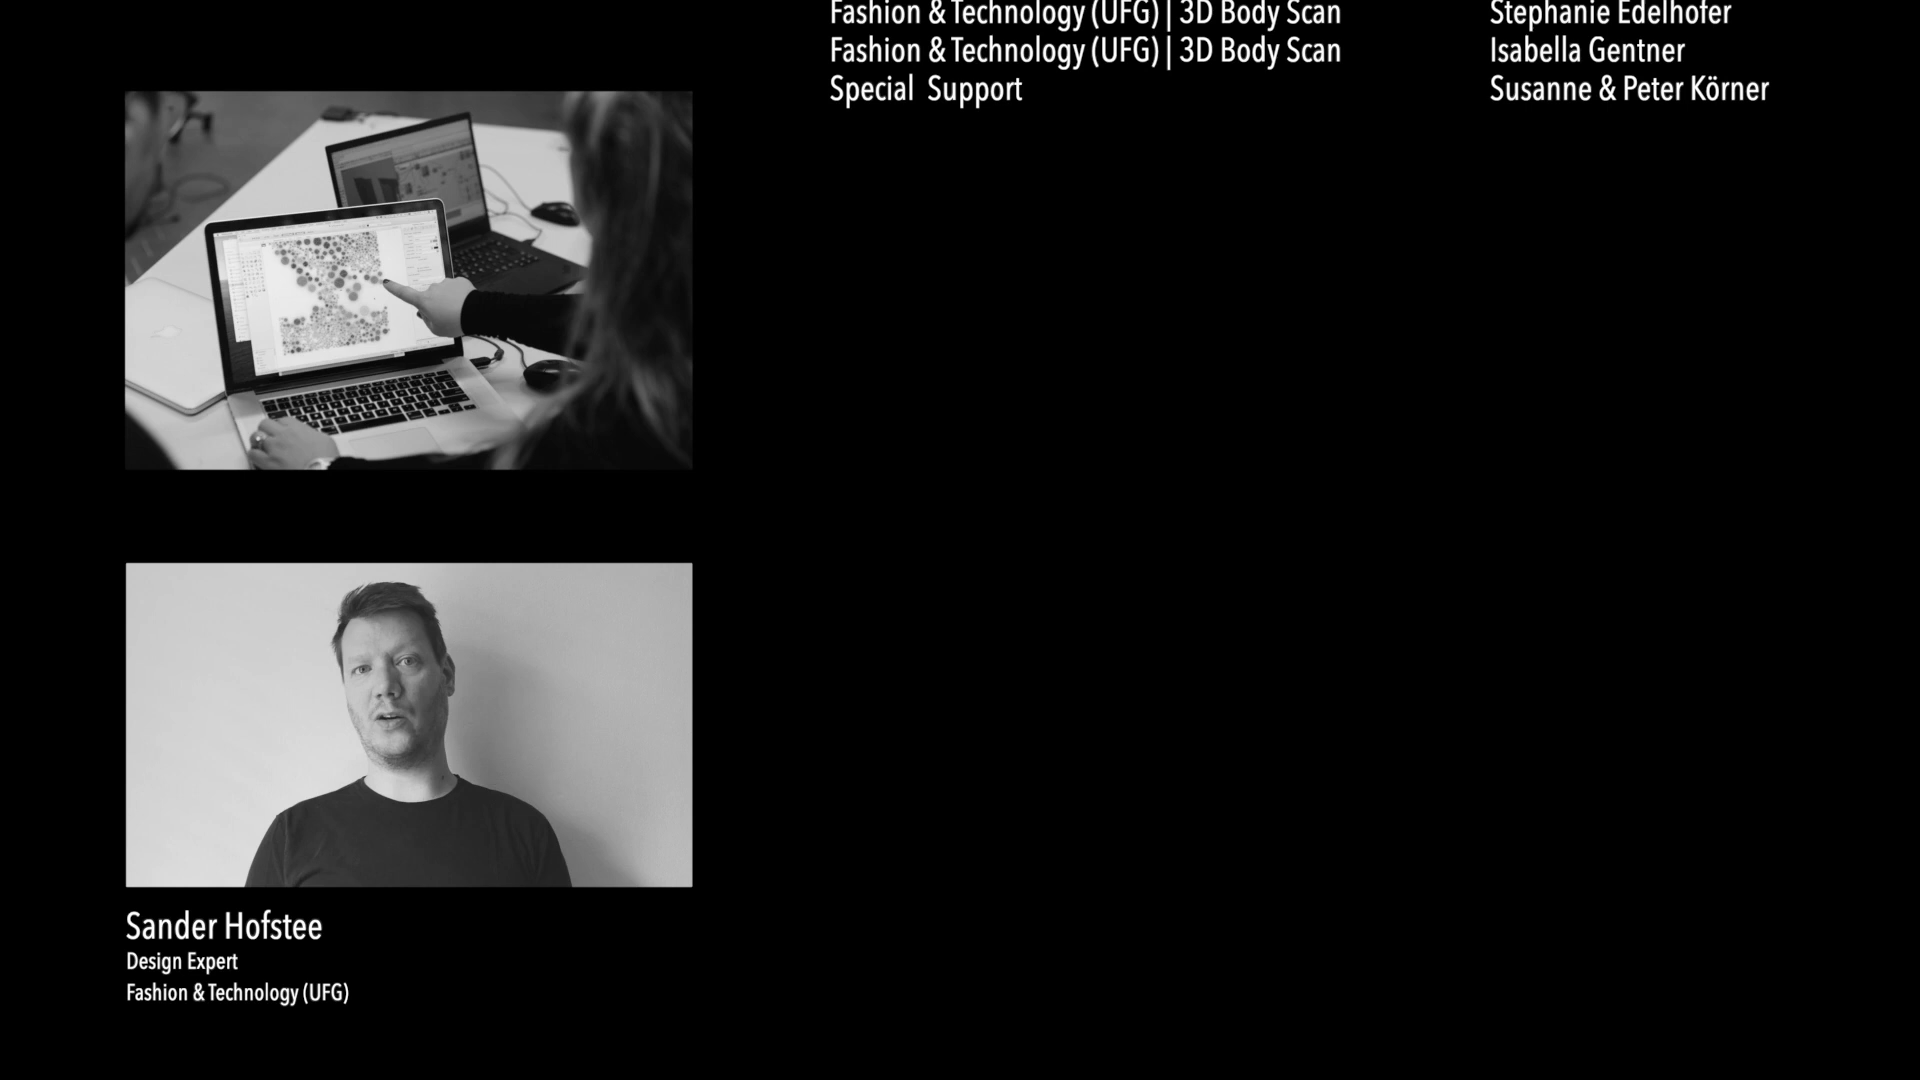 Fashion & Technology (UFG) | 3D Body Scan Stephanie Edelhofer
Fashion & Technology (UFG) | 3D Body Scan Isabella Gentner
Special Support Susanne & Peter Körner
Sander Hofstee
Design Expert
Fashion & Technology (UFG)